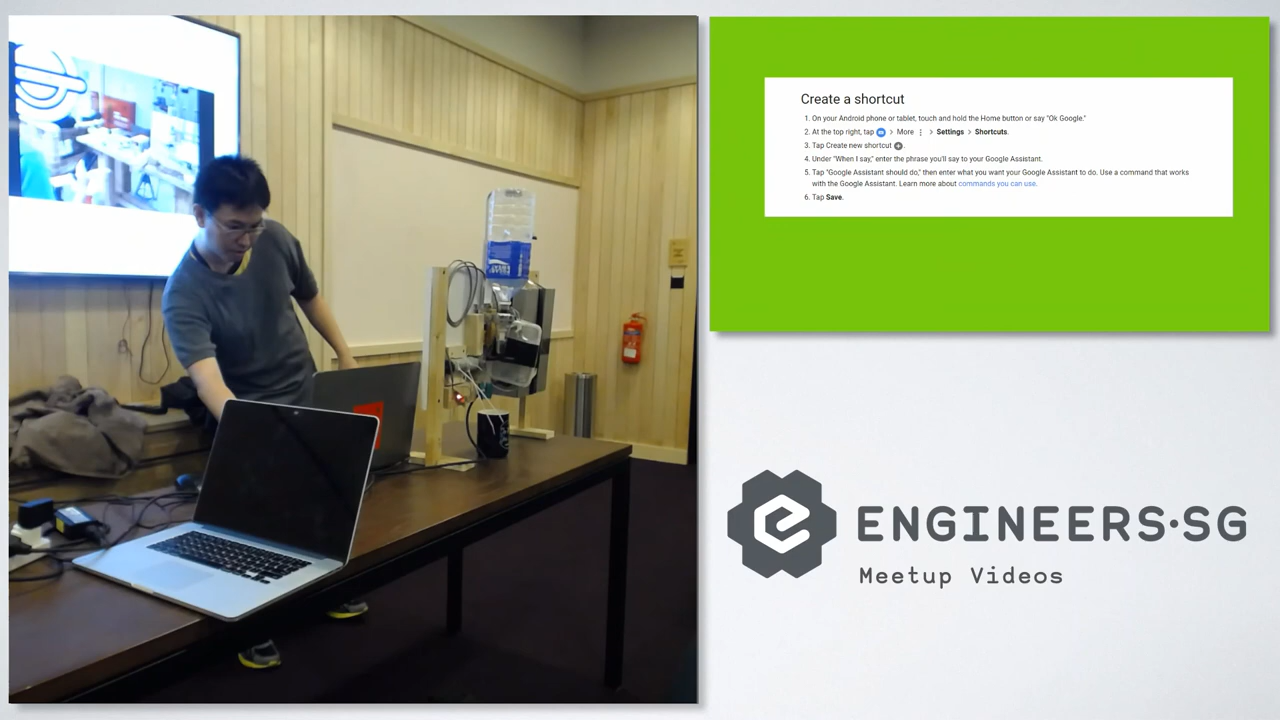 Create a shortcut
1. On your Android phone or tablet, touch and hold the Home button or say "Ok Google."
2. At the top right, tap > More > Settings > Shortcuts.
3. Tap Create new shortcut .
4. Under "When I say," enter the phrase you'll say to your Google Assistant.
5. Tap "Google Assistant should do," then enter what you want your Google Assistant to do. Use a command that works
with the Google Assistant. Learn more about commands you can use.
6. Tap Save.
ENGINEERS·SG
Meetup Videos